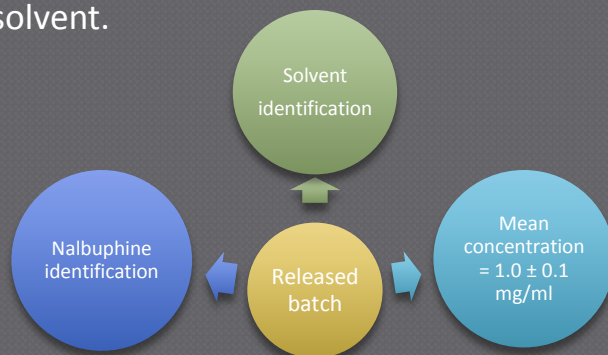 solvent.
Solvent
identification
Nalbuphine
identification
Released
batch
Mean
concentration
= 1.0 ± 0.1
mg/ml